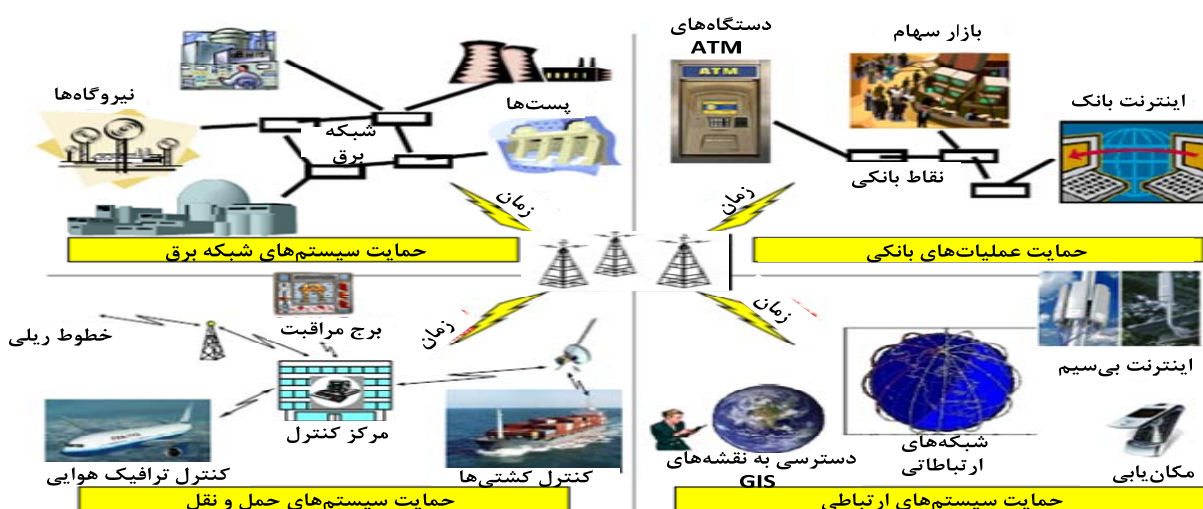 دستگاه‌های
ATM
ATM
بازار سهام
اینترنت بانک
نقاط بانکی
زمان
حمایت عملیات‌های بانکی
نیروگاه‌ها
شبکه
برق
پست‌ها
زمان
حمایت سیستم‌های شبکه برق
خطوط ریلی
برج مراقبت
زمان
مرکز کنترل
کنترل ترافیک هوایی
کنترل کشتی‌ها
حمایت سیستم‌های حمل و نقل
زمان
اینترنت بی‌سیم
شبکه‌های
ارتباطاتی
دسترسی به نقشه‌های
GIS
مکان‌یابی
حمایت سیستم‌های ارتباطی